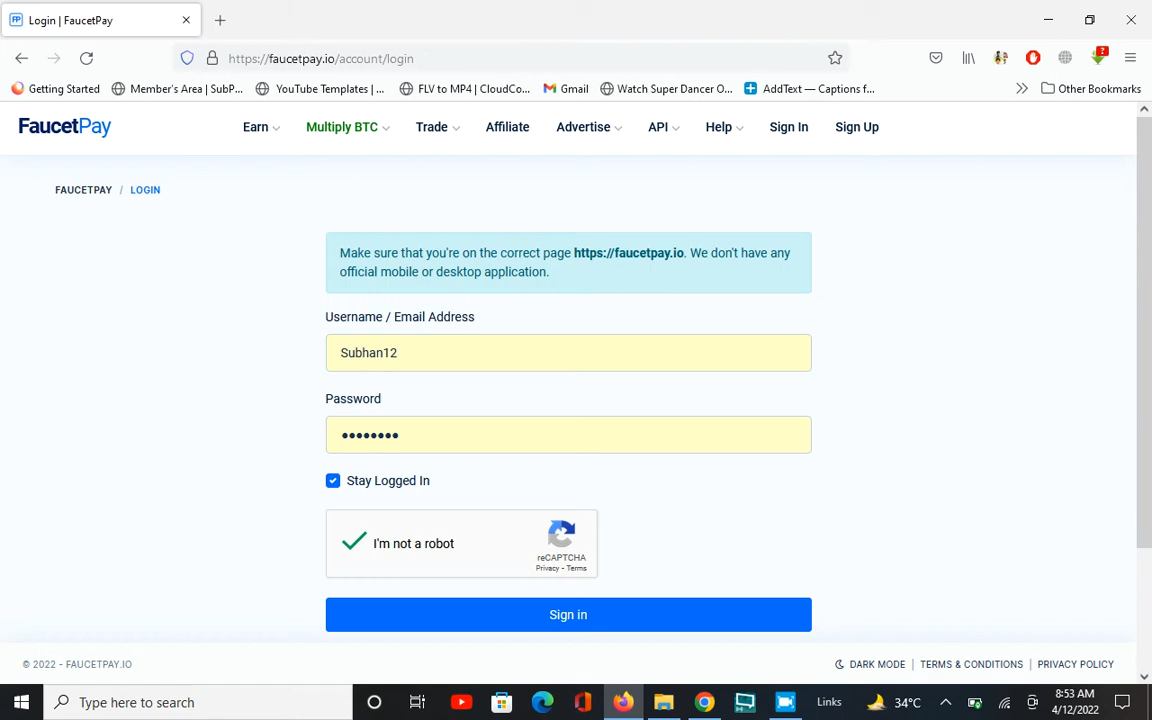 FP Login | FaucetPay
https://faucetpay.io/account/login
Getting Started Member's Area | SubP... YouTube Templates | ... FLV to MP4 | CloudCo... Gmail Watch Super Dancer O... AddText — Captions f... Other Bookmarks
FaucetPay Earn Multiply BTC Trade Affiliate Advertise API Help Sign In Sign Up
FAUCETPAY / LOGIN
Make sure that you're on the correct page https://faucetpay.io. We don't have any
official mobile or desktop application.
Username / Email Address
Subhan12
Password
••••••••
Stay Logged In
I'm not a robot
reCAPTCHA
Privacy - Terms
Sign in
© 2022 - FAUCETPAY.IO DARK MODE | TERMS & CONDITIONS | PRIVACY POLICY
Type here to search Links 34°C 8:53 AM
4/12/2022